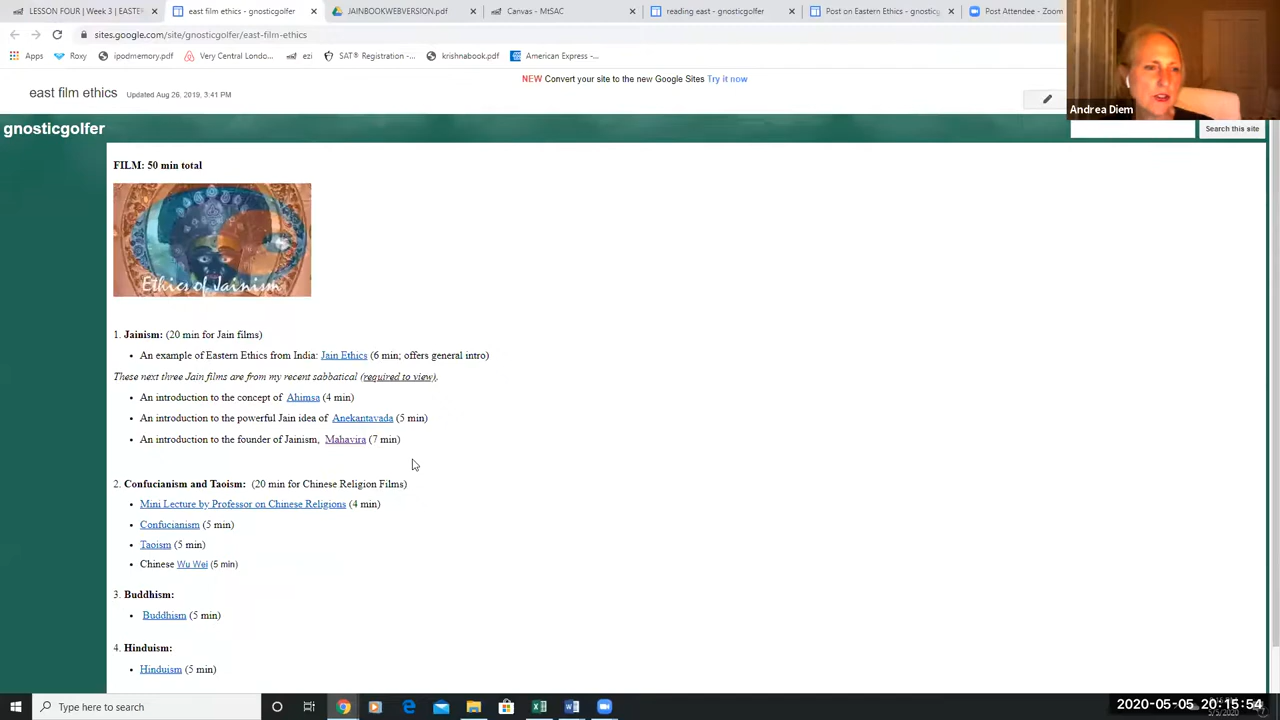 LESSON FOUR | WEEK 3 | EASTER
east film ethics - gnosticgolfer
JAINBOOKWEBVERSION.pdf
Canvas - MtSAC
reading east - gnosticgolfer
Post on Eastern Ethics - gnosticg
Post Attendee - Zoom
sites.google.com/site/gnosticgolfer/east-film-ethics
Apps
Roxy
ipodmemory.pdf
Very Central Londo...
ezi
SAT® Registration -...
krishnabook.pdf
American Express -...
NEW Convert your site to the new Google Sites Try it now
east film ethics Updated Aug 26, 2019, 3:41 PM
Andrea Diem
gnosticgolfer
Search this site
FILM: 50 min total
Ethics of Jainism
1. Jainism: (20 min for Jain films)
• An example of Eastern Ethics from India: Jain Ethics (6 min; offers general intro)
These next three Jain films are from my recent sabbatical (required to view).
• An introduction to the concept of Ahimsa (4 min)
• An introduction to the powerful Jain idea of Anekantavada (5 min)
• An introduction to the founder of Jainism, Mahavira (7 min)
2. Confucianism and Taoism: (20 min for Chinese Religion Films)
• Mini Lecture by Professor on Chinese Religions (4 min)
• Confucianism (5 min)
• Taoism (5 min)
• Chinese Wu Wei (5 min)
3. Buddhism:
• Buddhism (5 min)
4. Hinduism:
• Hinduism (5 min)
Type here to search
2020-05-05 20:15:54